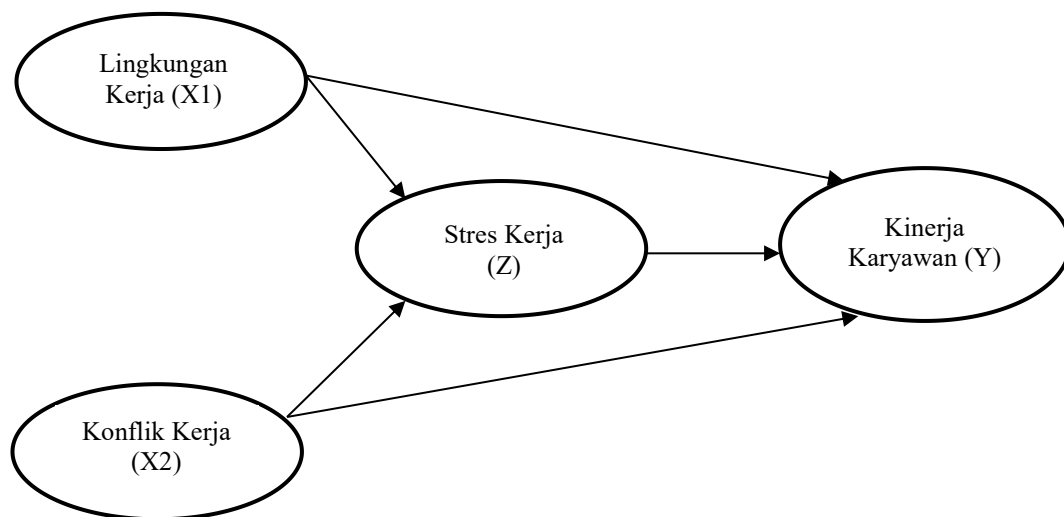 Lingkungan
Kerja (X1)
Stres Kerja
(Z)
Kinerja
Karyawan (Y)
Konflik Kerja
(X2)